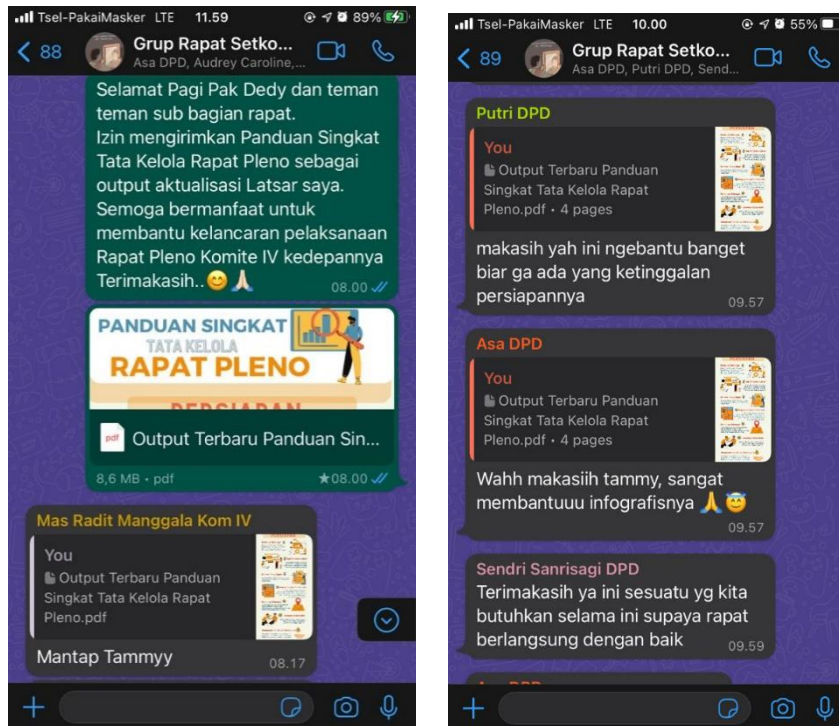 Tsel-PakaiMasker LTE 11.59 89%
88 Grup Rapat Setko...
Asa DPD, Audrey Caroline,...
Selamat Pagi Pak Dedy dan teman
teman sub bagian rapat.
Izin mengirimkan Panduan Singkat
Tata Kelola Rapat Pleno sebagai
output aktualisasi Latsar saya.
Semoga bermanfaat untuk
membantu kelancaran pelaksanaan
Rapat Pleno Komite IV kedepannya
Terimakasih..😊🙏🏻
08.00
PANDUAN SINGKAT
TATA KELOLA
RAPAT PLENO
PERSIAPAN
pdf Output Terbaru Panduan Sin...
8,6 MB • pdf ★08.00
Mas Radit Manggala Kom IV
You
Output Terbaru Panduan
Singkat Tata Kelola Rapat
Pleno.pdf
Mantap Tammyy
08.17
Tsel-PakaiMasker LTE 10.00 55%
89 Grup Rapat Setko...
Asa DPD, Putri DPD, Send...
Putri DPD
You
Output Terbaru Panduan
Singkat Tata Kelola Rapat
Pleno.pdf • 4 pages
makasih yah ini ngebantu banget
biar ga ada yang ketinggalan
persiapannya
09.57
Asa DPD
You
Output Terbaru Panduan
Singkat Tata Kelola Rapat
Pleno.pdf • 4 pages
Wahh makasiih tammy, sangat
membantuuu infografisnya 🙏😇
09.57
Sendri Sanrisagi DPD
Terimakasih ya ini sesuatu yg kita
butuhkan selama ini supaya rapat
berlangsung dengan baik
09.59
Asa DPD